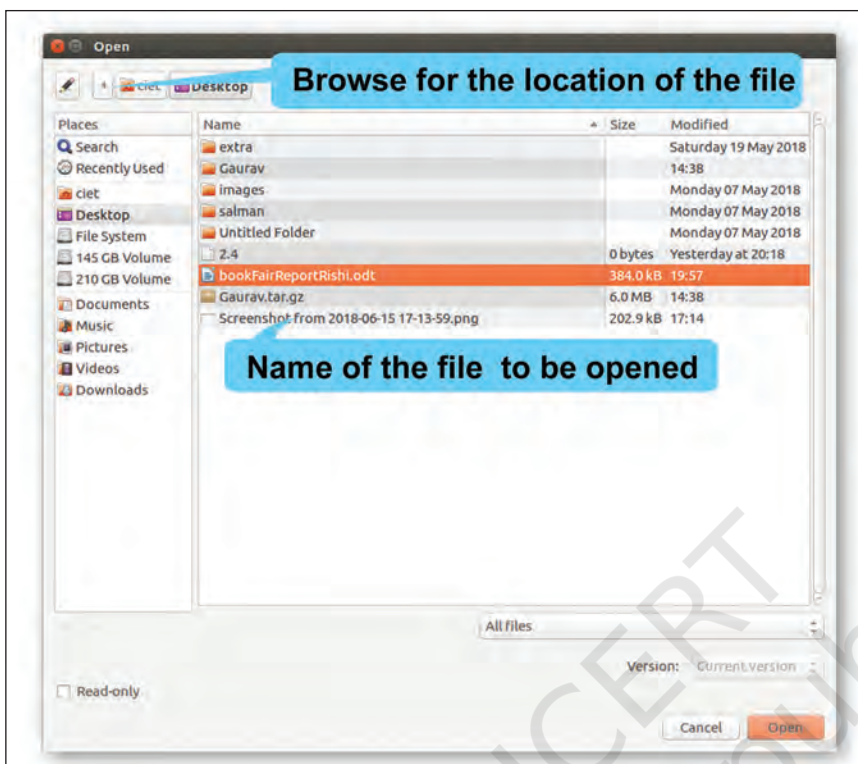 Open
ciet Desktop
Browse for the location of the file
Places Name Size Modified
Search extra Saturday 19 May 2018
Recently Used Gaurav 14:38
ciet images Monday 07 May 2018
Desktop salman Monday 07 May 2018
File System Untitled Folder Monday 07 May 2018
145 GB Volume 2.4 0 bytes Yesterday at 20:18
210 GB Volume bookFairReportRishi.odt 384.0 kB 19:57
Documents Gaurav.tar.gz 6.0 MB 14:38
Music Screenshot from 2018-06-15 17-13-59.png 202.9 kB 17:14
Pictures
Videos
Downloads
Name of the file to be opened
All files
Version: Current version
Read-only
Cancel Open
NCERT